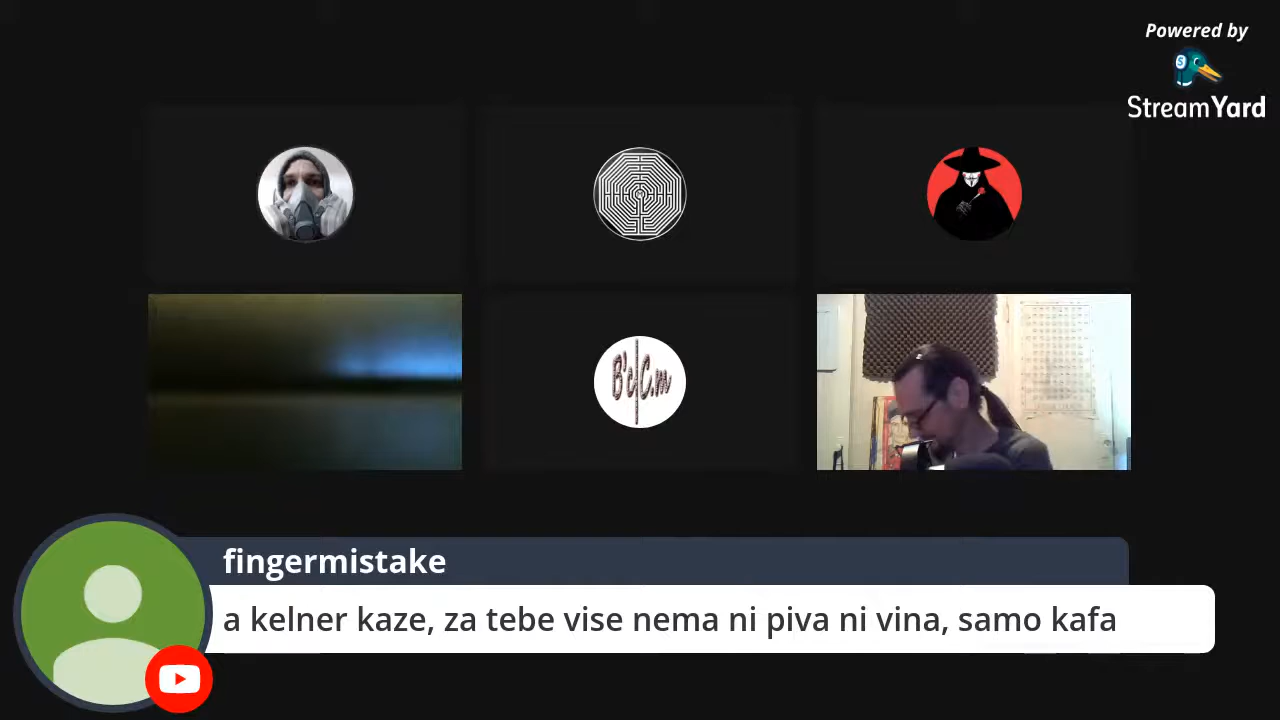 Powered by
StreamYard
B'c|C.m
fingermistake
a kelner kaze, za tebe vise nema ni piva ni vina, samo kafa